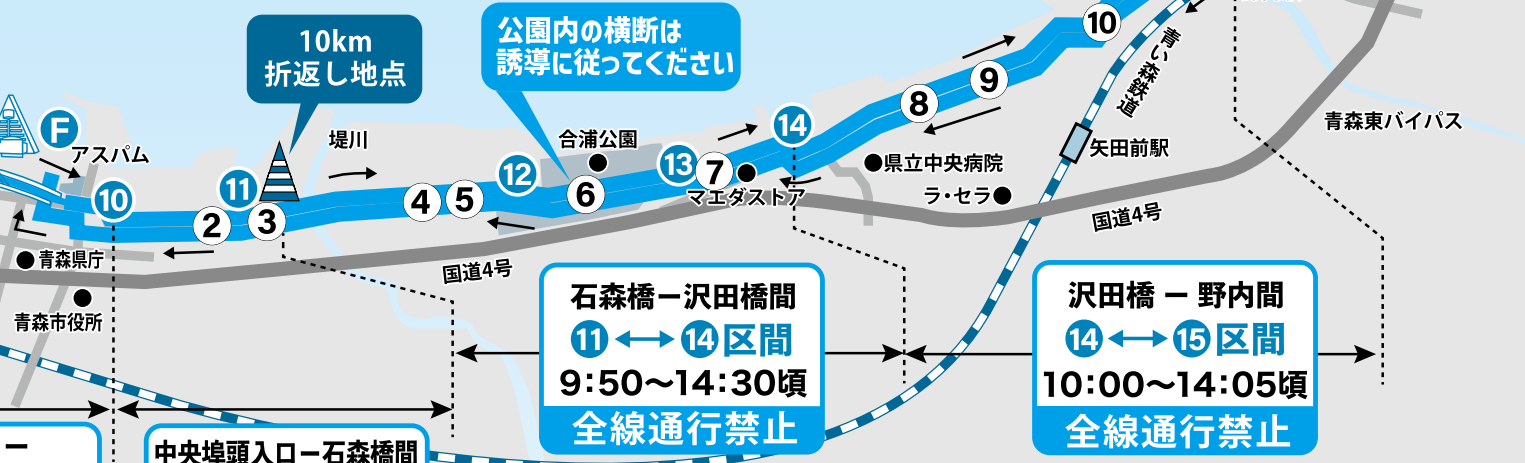 10km
折返し地点
公園内の横断は
誘導に従ってください
10
青い森鉄道
9
8
14
F
アスパム
堤川
合浦公園
12
13
7
青森東バイパス
矢田前駅
県立中央病院
マエダストア
ラ・セラ
11
10
2
3
4
5
6
国道4号
国道4号
青森県庁
青森市役所
石森橋ー沢田橋間
11 14 区間
9:50〜14:30頃
全線通行禁止
沢田橋 ー 野内間
14 15 区間
10:00〜14:05頃
全線通行禁止
ー
中央埠頭入口ー石森橋間